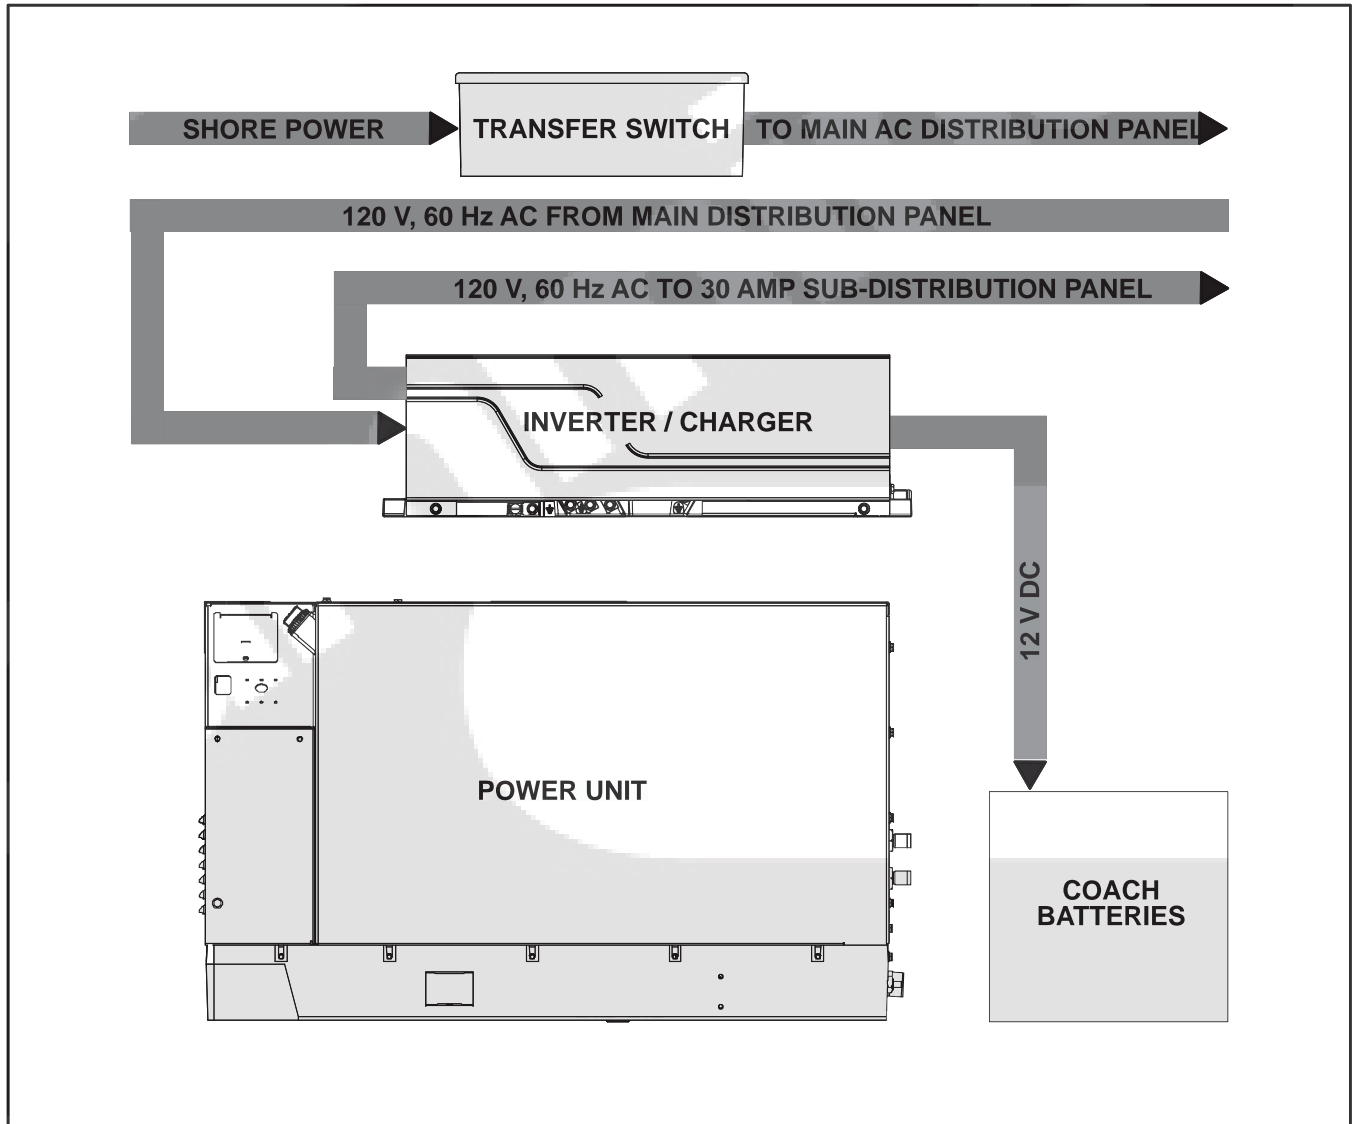 SHORE POWER
TRANSFER SWITCH
TO MAIN AC DISTRIBUTION PANEL
120 V, 60 Hz AC FROM MAIN DISTRIBUTION PANEL
120 V, 60 Hz AC TO 30 AMP SUB-DISTRIBUTION PANEL
INVERTER / CHARGER
12 V DC
POWER UNIT
COACH
BATTERIES